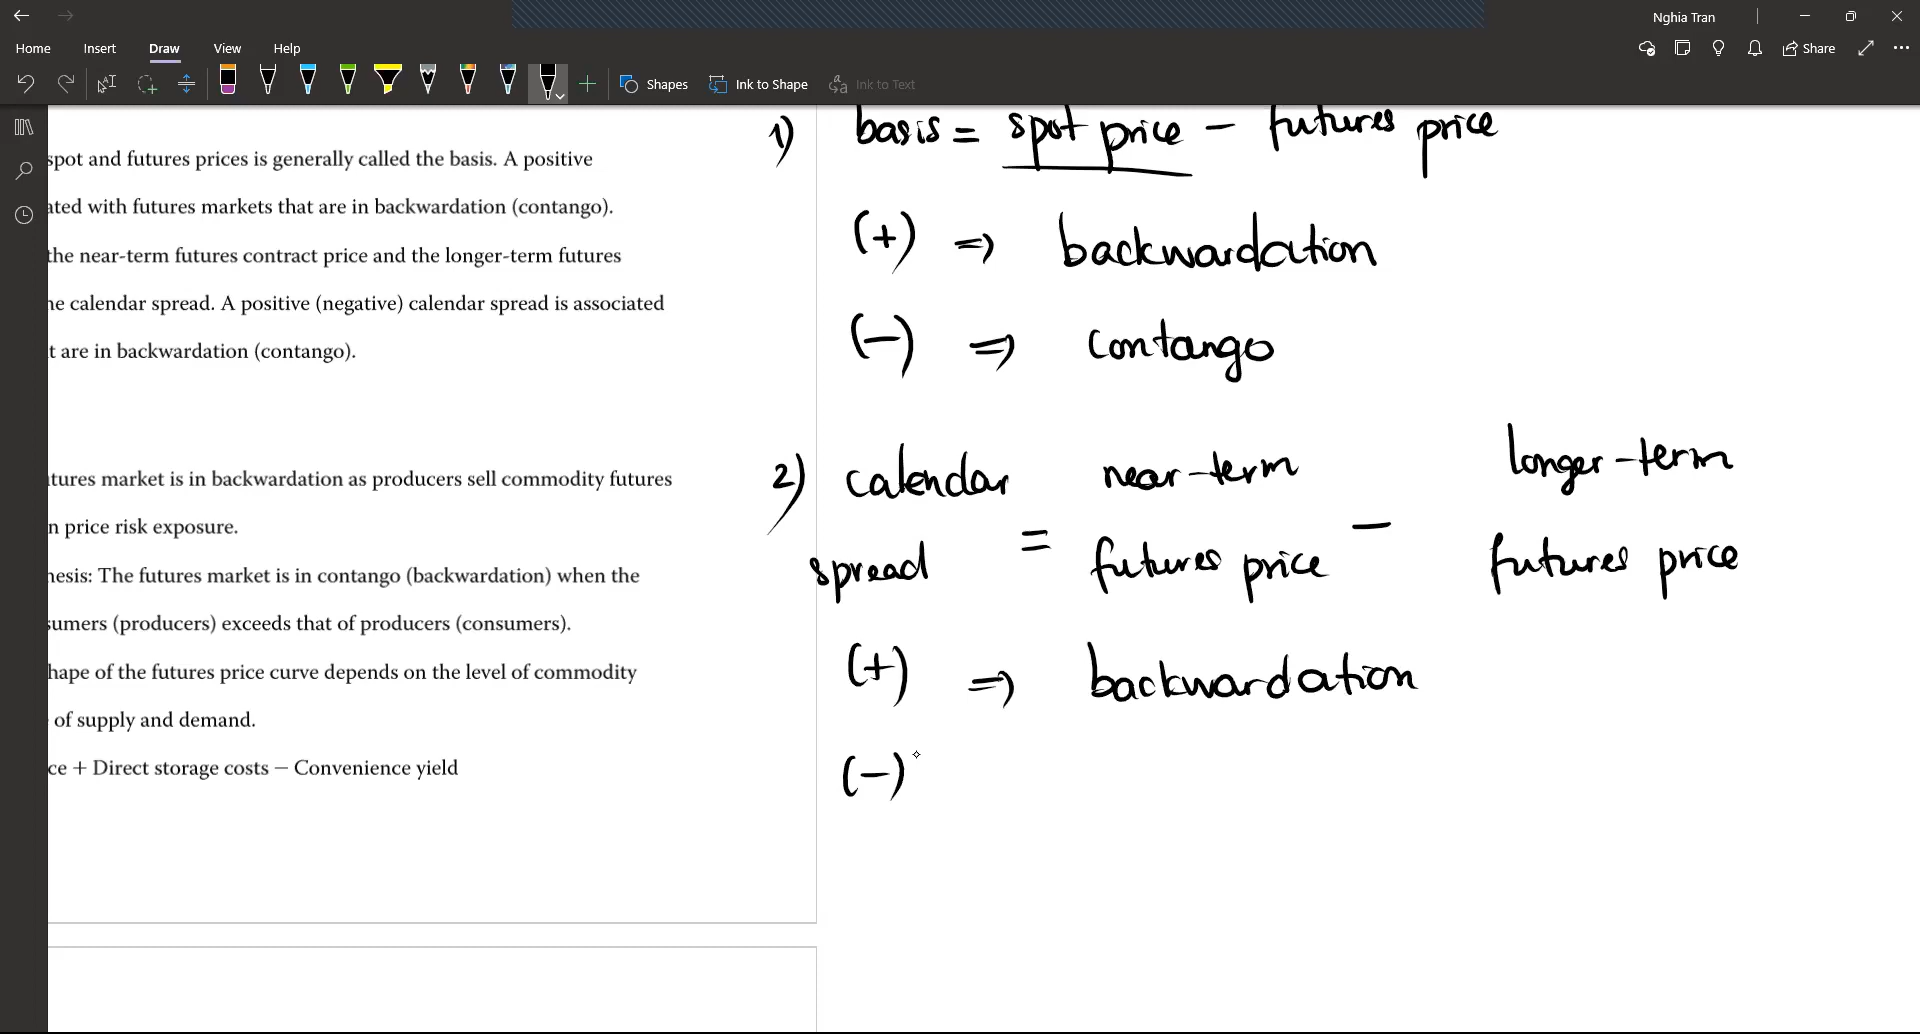 Nghia Tran
Home Insert Draw View Help
Share
Shapes Ink to Shape Ink to Text
spot and futures prices is generally called the basis. A positive
ated with futures markets that are in backwardation (contango).
the near-term futures contract price and the longer-term futures
he calendar spread. A positive (negative) calendar spread is associated
t are in backwardation (contango).
utures market is in backwardation as producers sell commodity futures
n price risk exposure.
hesis: The futures market is in contango (backwardation) when the
sumers (producers) exceeds that of producers (consumers).
hape of the futures price curve depends on the level of commodity
of supply and demand.
ce + Direct storage costs − Convenience yield
1) basis = spot price − futures price
(+) ⇒ backwardation
(−) ⇒ contango
2) calendar near-term longer-term
spread = futures price − futures price
(+) ⇒ backwardation
(−)